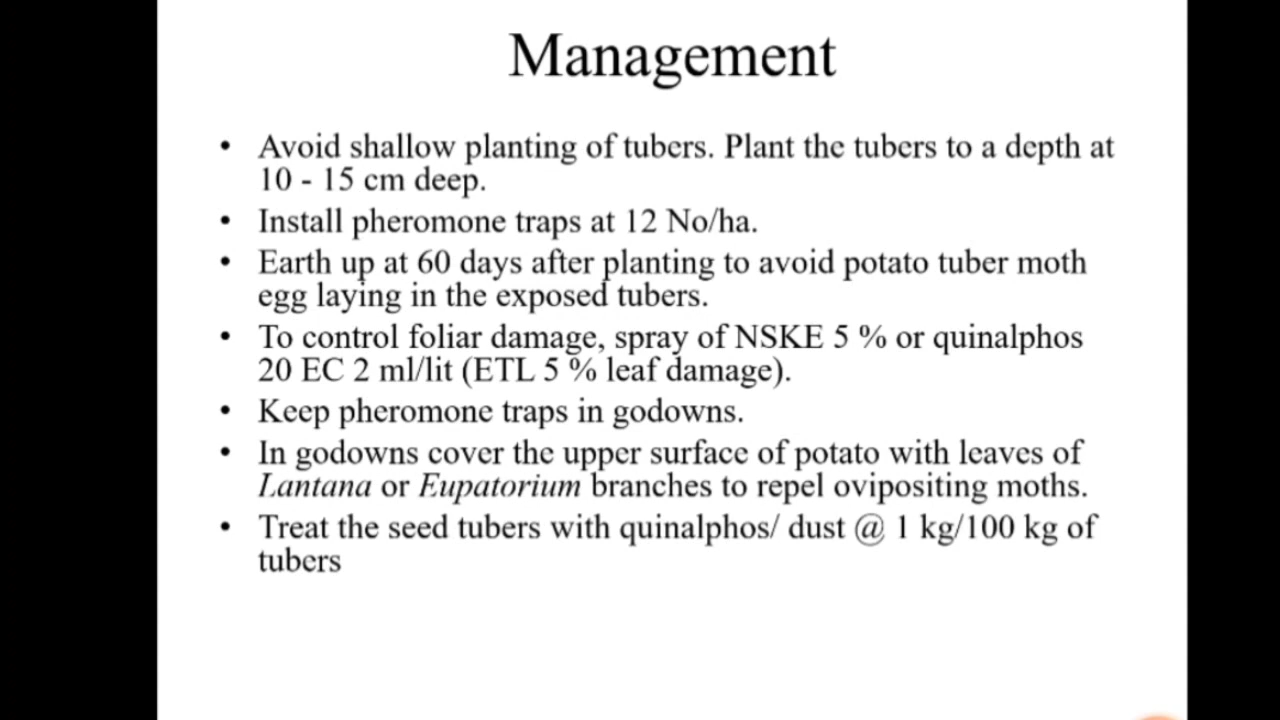 Management
• Avoid shallow planting of tubers. Plant the tubers to a depth at
10 - 15 cm deep.
• Install pheromone traps at 12 No/ha.
• Earth up at 60 days after planting to avoid potato tuber moth
egg laying in the exposed tubers.
• To control foliar damage, spray of NSKE 5 % or quinalphos
20 EC 2 ml/lit (ETL 5 % leaf damage).
• Keep pheromone traps in godowns.
• In godowns cover the upper surface of potato with leaves of
Lantana or Eupatorium branches to repel ovipositing moths.
• Treat the seed tubers with quinalphos/ dust @ 1 kg/100 kg of
tubers